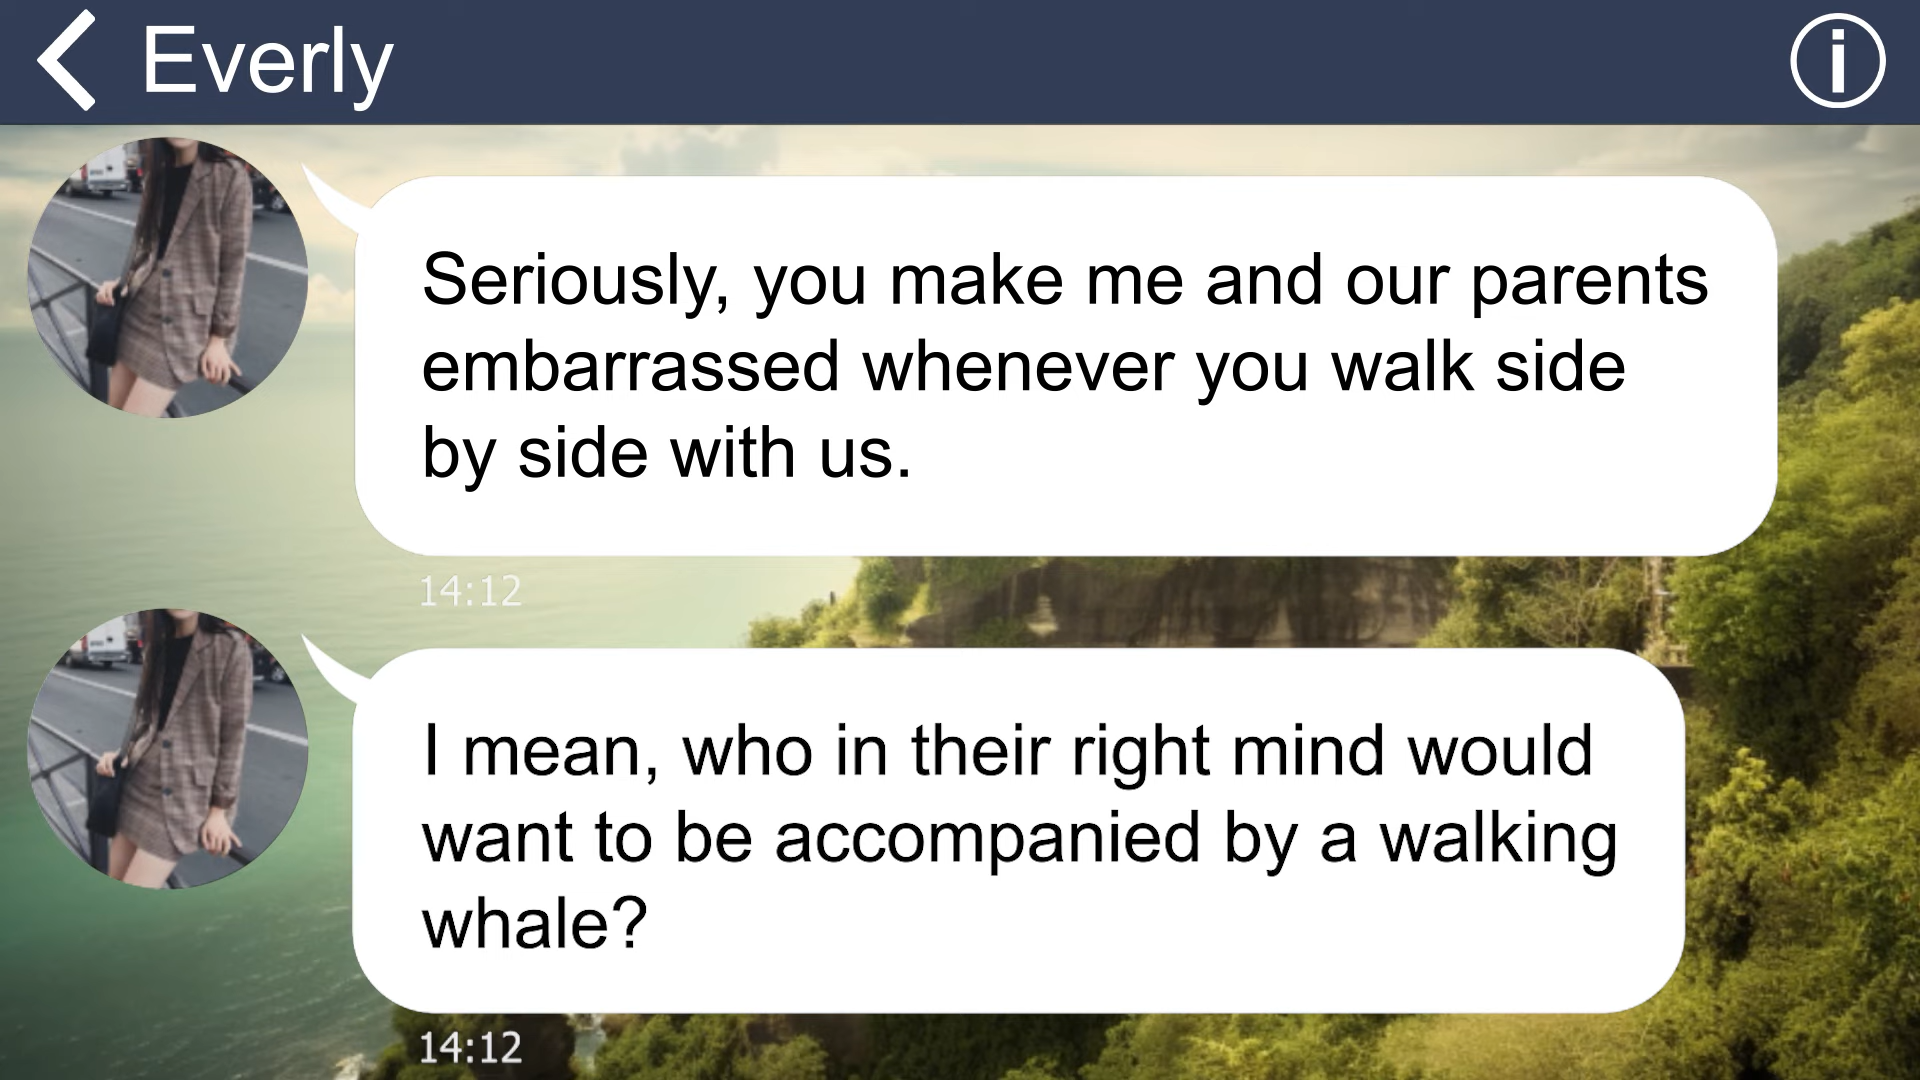 Everly
Seriously, you make me and our parents
embarrassed whenever you walk side
by side with us.
14:12
I mean, who in their right mind would
want to be accompanied by a walking
whale?
14:12